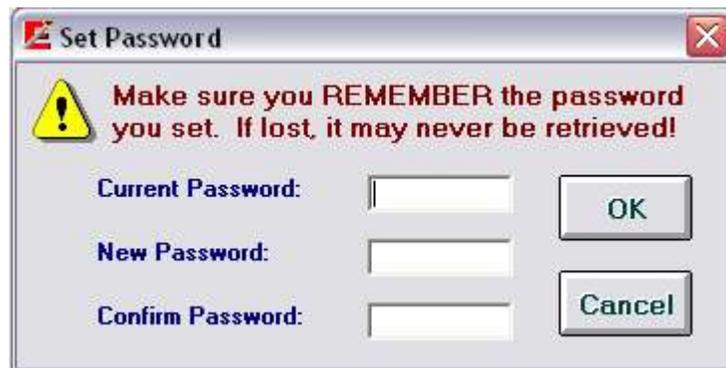 Set Password
Make sure you REMEMBER the password
you set. If lost, it may never be retrieved!
Current Password:
OK
New Password:
Cancel
Confirm Password: